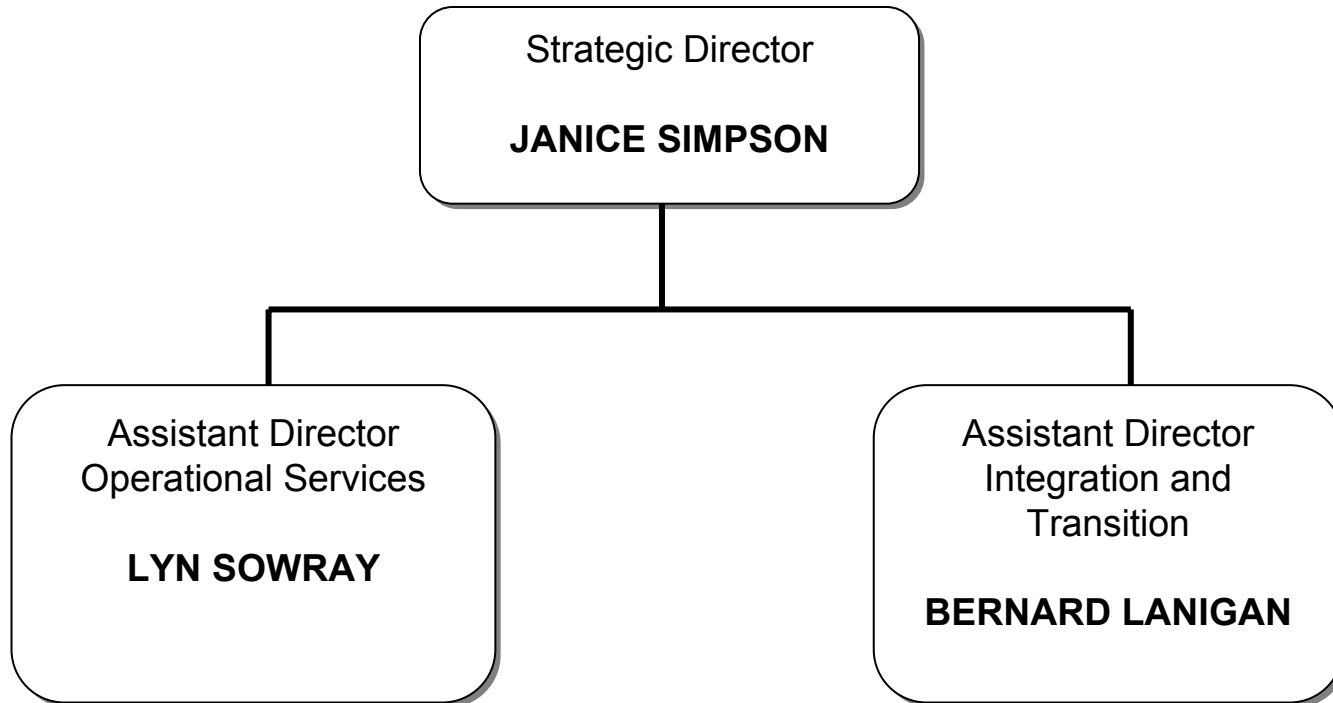 Strategic Director
JANICE SIMPSON
Assistant Director
Operational Services
LYN SOWRAY
Assistant Director
Integration and
Transition
BERNARD LANIGAN